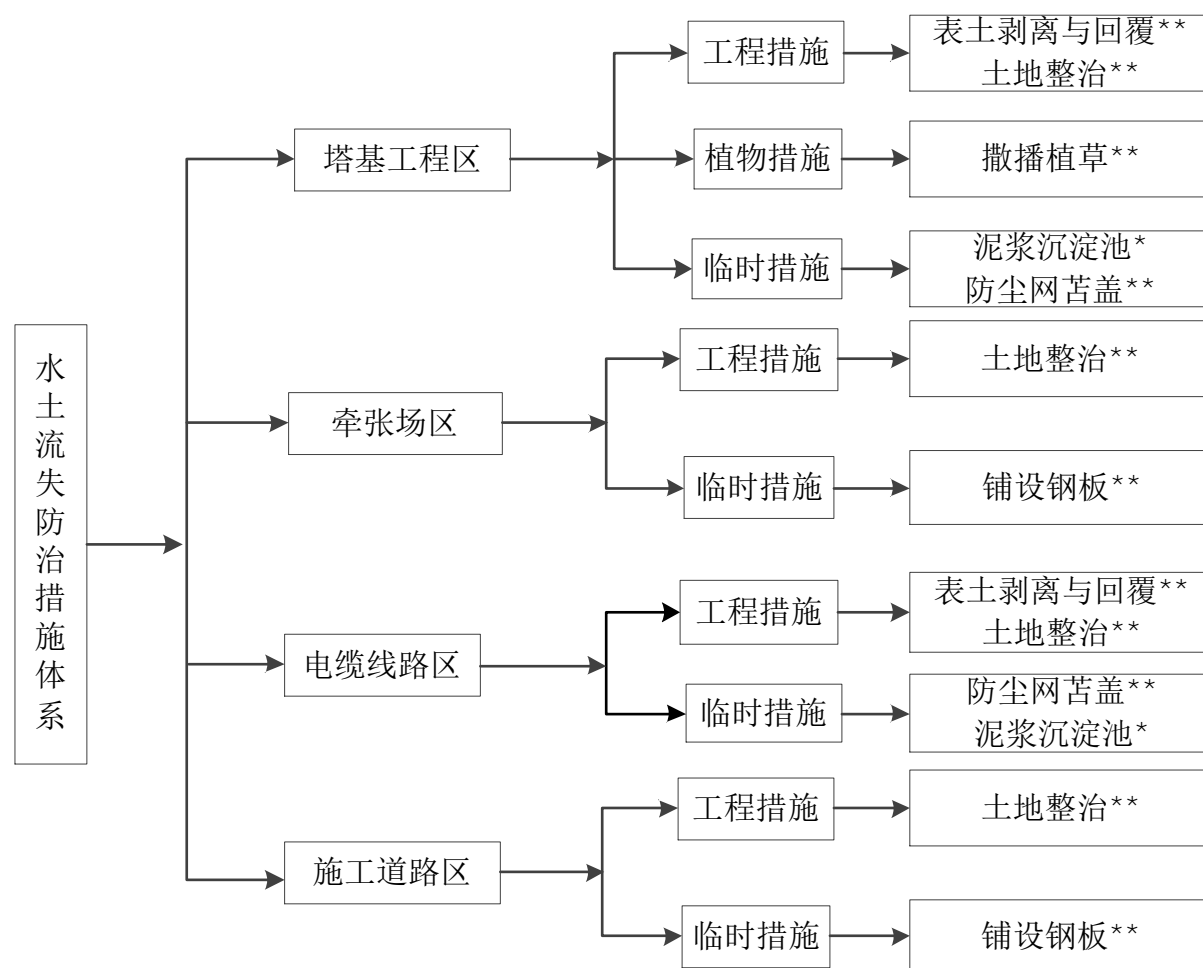 水土流失防治措施体系
塔基工程区
工程措施
表土剥离与回覆**
土地整治**
植物措施
撒播植草**
临时措施
泥浆沉淀池*
防尘网苫盖**
牵张场区
工程措施
土地整治**
临时措施
铺设钢板**
电缆线路区
工程措施
表土剥离与回覆**
土地整治**
临时措施
防尘网苫盖**
泥浆沉淀池*
施工道路区
工程措施
土地整治**
临时措施
铺设钢板**